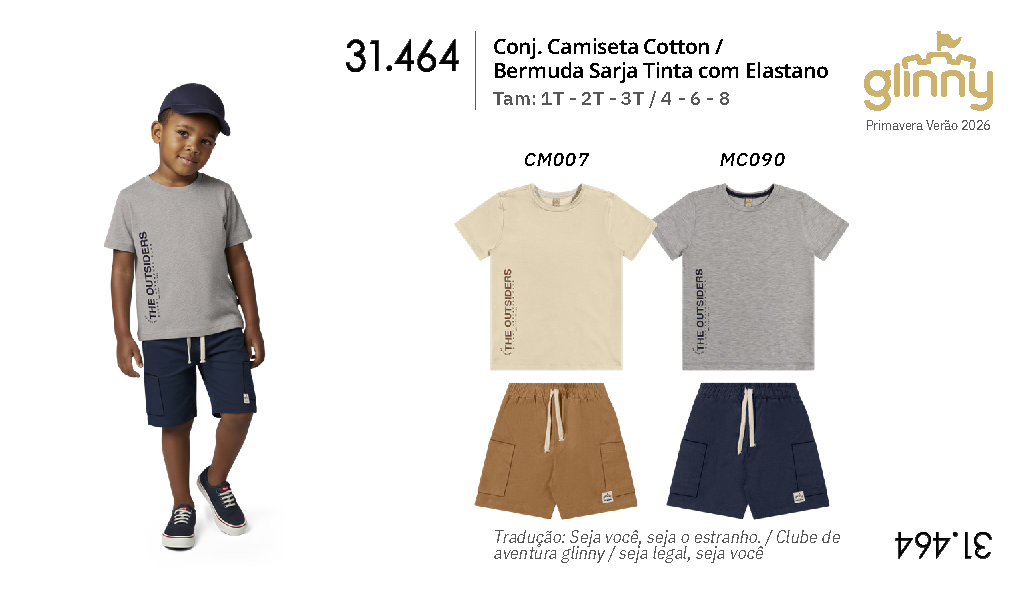 31.464
Conj. Camiseta Cotton /
Bermuda Sarja Tinta com Elastano
Tam: 1T - 2T - 3T / 4 - 6 - 8
glinny
Primavera Verão 2026
CM007
MC090
THE OUTSIDERS
THE OUTSIDERS
THE OUTSIDERS
Tradução: Seja você, seja o estranho. / Clube de
aventura glinny / seja legal, seja você
31.464